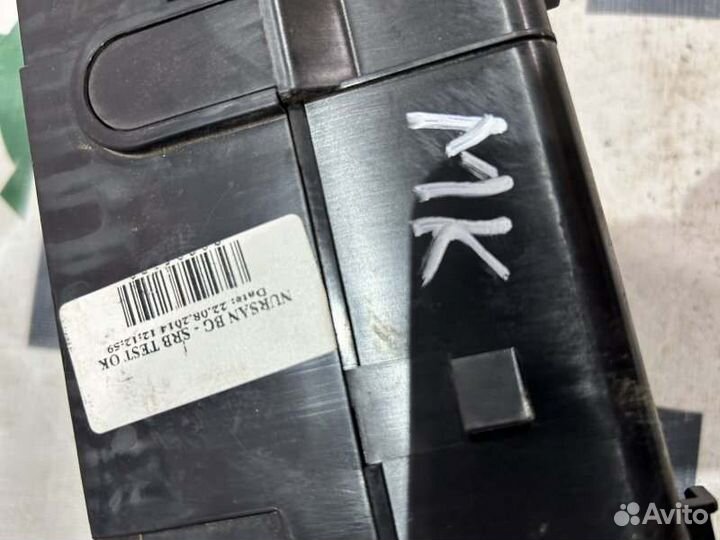 MK
NURSAN BG - SRB TEST OK
Date: 22.08.2014 12:12:59
Avito